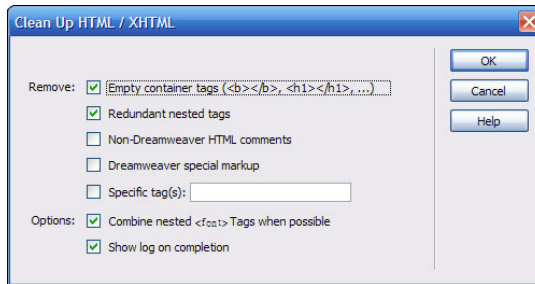 Clean Up HTML / XHTML
OK
Remove: Empty container tags (<b></b>, <h1></h1>, ...)
Cancel
Redundant nested tags
Help
Non-Dreamweaver HTML comments
Dreamweaver special markup
Specific tag(s):
Options: Combine nested <font> Tags when possible
Show log on completion